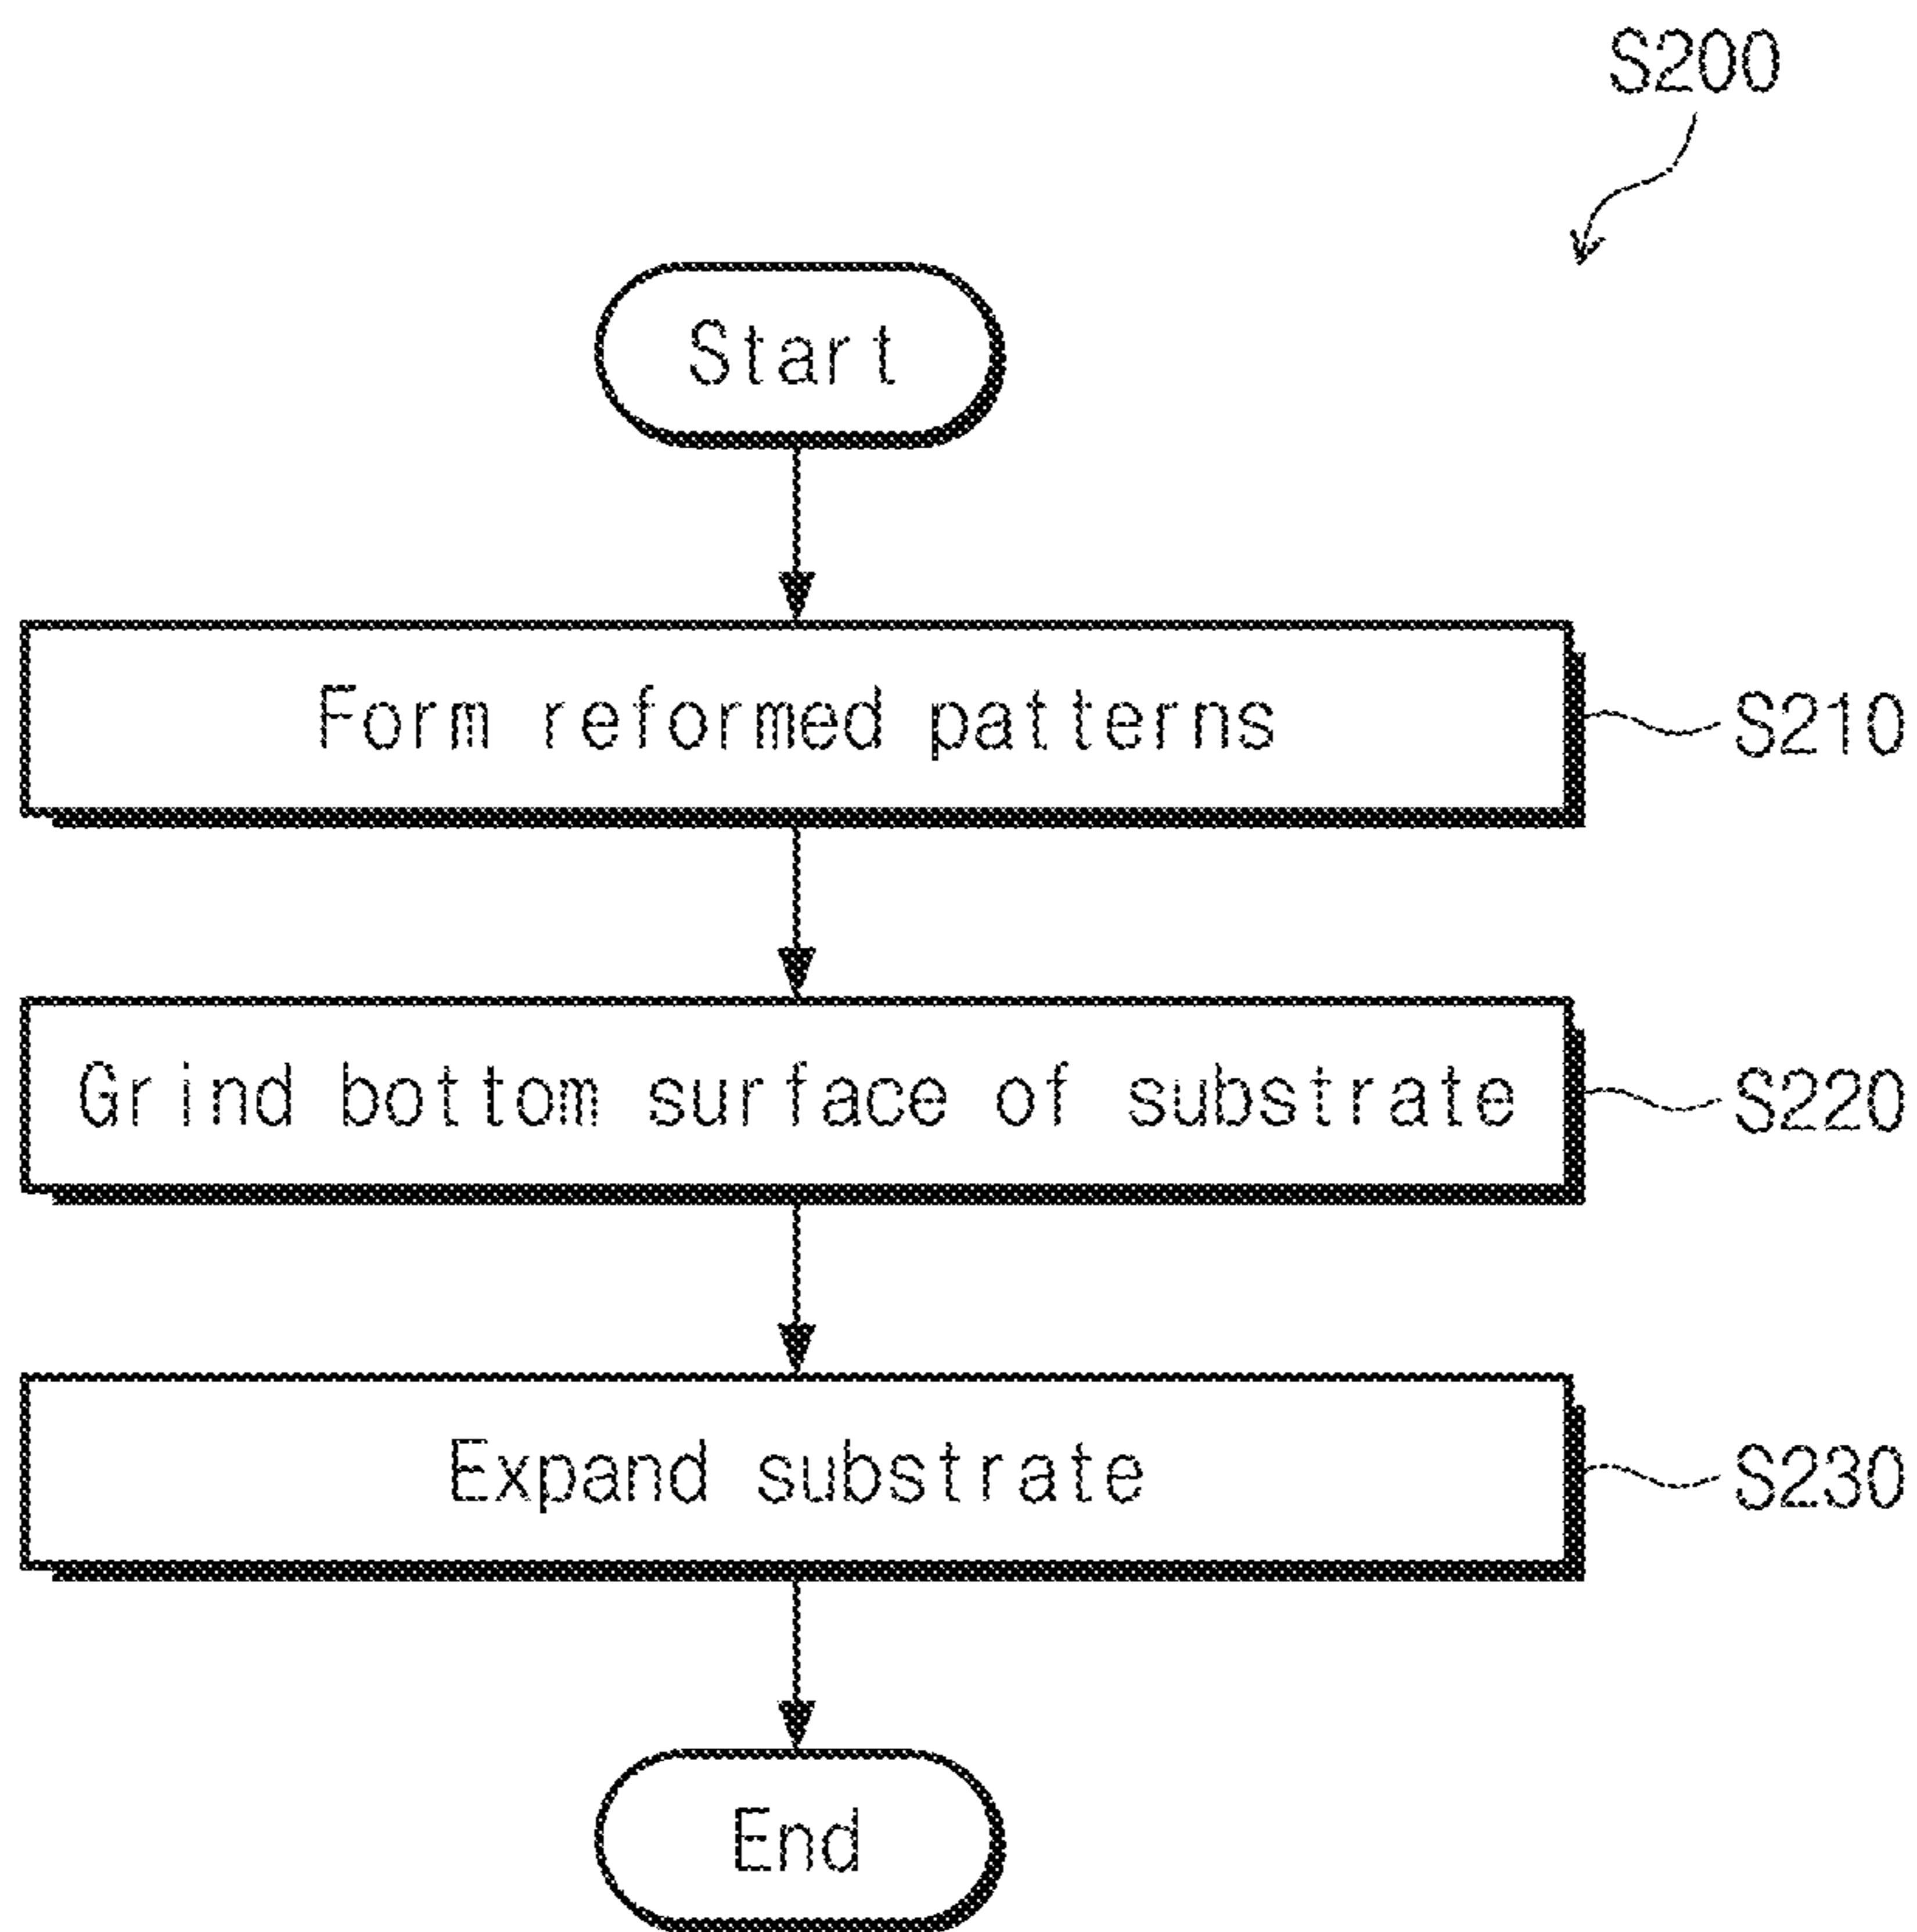 S200
Start
Form reformed patterns
S210
Grind bottom surface of substrate
S220
Expand substrate
S230
End